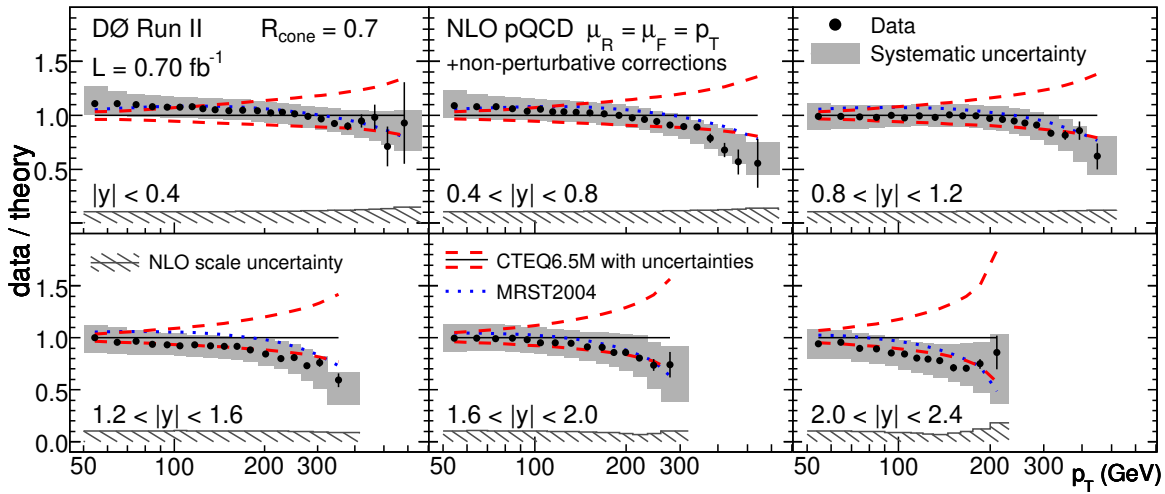 DØ Run II R_cone = 0.7
L = 0.70 fb⁻¹
NLO pQCD μ_R = μ_F = p_T
+non-perturbative corrections
Data
Systematic uncertainty
1.5
1.0
0.5
|y| < 0.4
0.4 < |y| < 0.8
0.8 < |y| < 1.2
data / theory
NLO scale uncertainty
CTEQ6.5M with uncertainties
MRST2004
1.5
1.0
0.5
0.0
1.2 < |y| < 1.6
1.6 < |y| < 2.0
2.0 < |y| < 2.4
50 100 200 300
50 100 200 300
50 100 200 300
p_T (GeV)